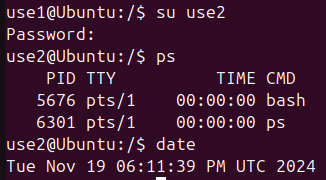 use1@Ubuntu:/$ su use2
Password:
use2@Ubuntu:/$ ps
    PID TTY          TIME CMD
   5676 pts/1    00:00:00 bash
   6301 pts/1    00:00:00 ps
use2@Ubuntu:/$ date
Tue Nov 19 06:11:39 PM UTC 2024